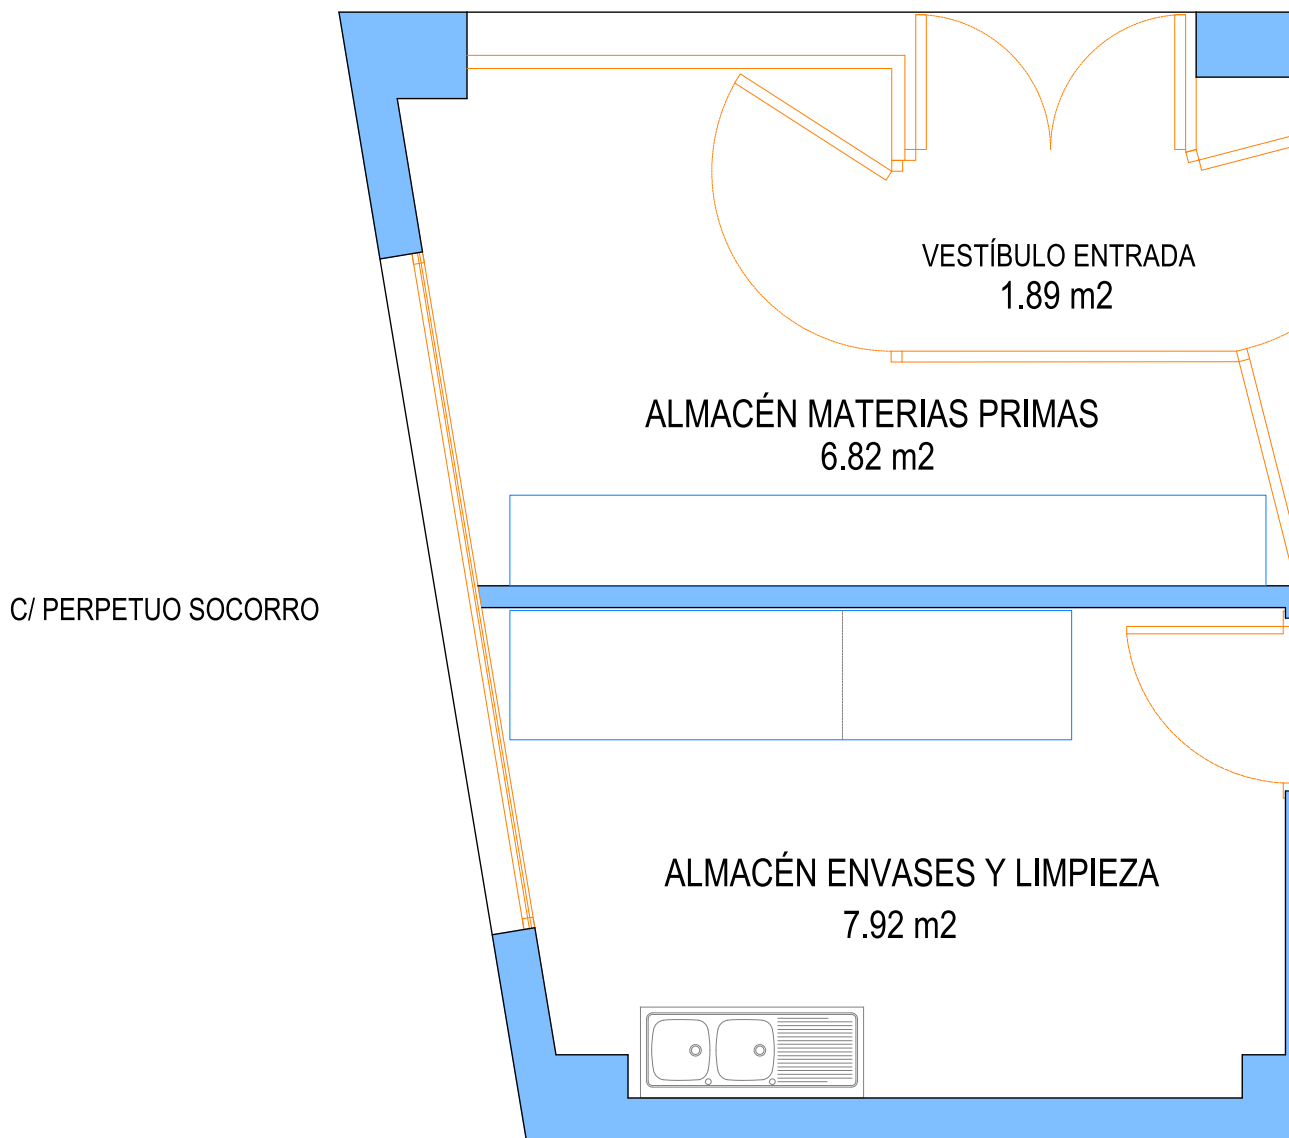 VESTÍBULO ENTRADA
1.89 m2
ALMACÉN MATERIAS PRIMAS
6.82 m2
C/ PERPETUO SOCORRO
ALMACÉN ENVASES Y LIMPIEZA
7.92 m2